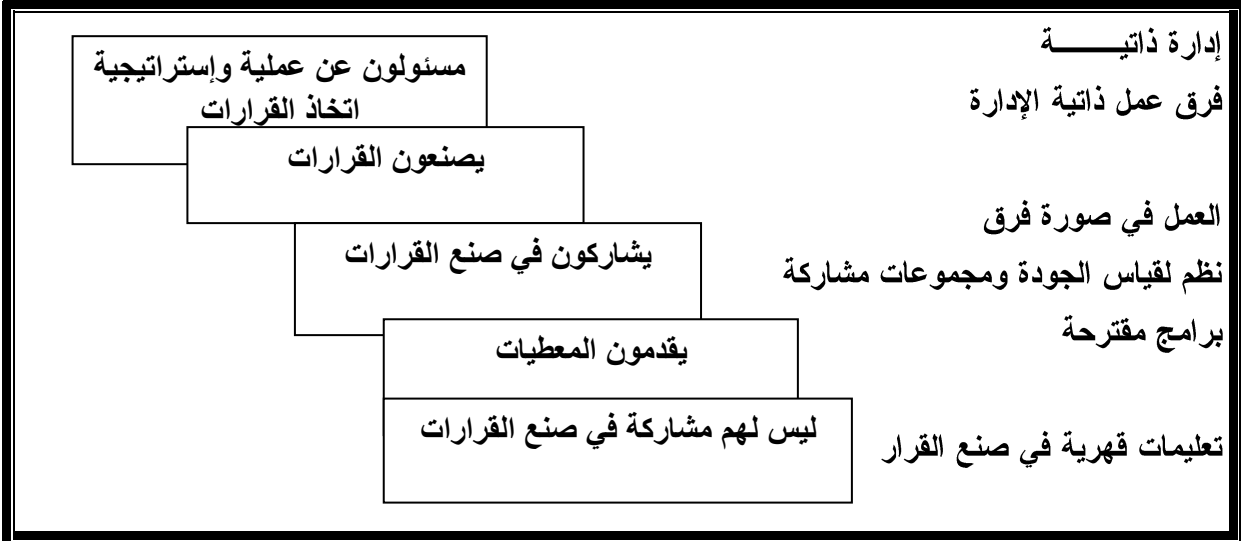 إدارة ذاتيـــــــة
مسئولون عن عملية وإستراتيجية
اتخاذ القرارات
فرق عمل ذاتية الإدارة
يصنعون القرارات
العمل في صورة فرق
يشاركون في صنع القرارات
نظم لقياس الجودة ومجموعات مشاركة
برامج مقترحة
يقدمون المعطيات
ليس لهم مشاركة في صنع القرارات
تعليمات قهرية في صنع القرار